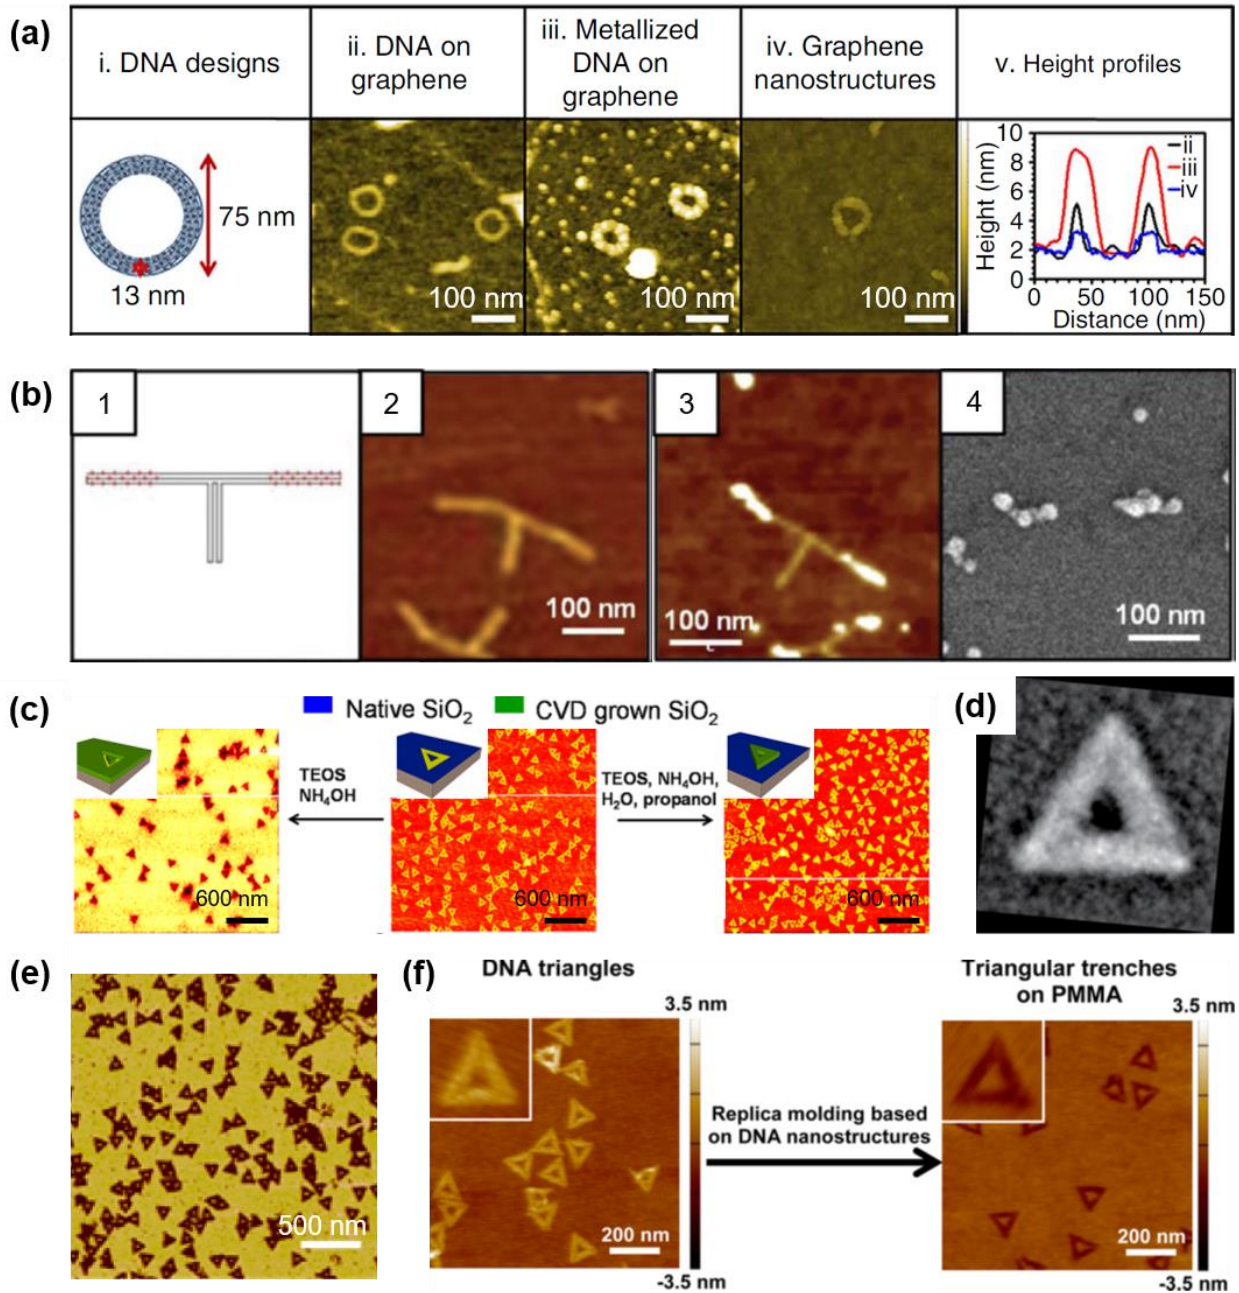 (a)
i. DNA designs
ii. DNA on
graphene
iii. Metallized
DNA on
graphene
iv. Graphene
nanostructures
v. Height profiles
75 nm
13 nm
100 nm
100 nm
100 nm
Height (nm)
10
8
6
4
2
0
ii
iii
iv
0 50 100 150
Distance (nm)
(b)
1
2
3
4
100 nm
100 nm
100 nm
(c)
Native SiO₂
CVD grown SiO₂
TEOS
NH₄OH
TEOS, NH₄OH,
H₂O, propanol
600 nm
600 nm
600 nm
(d)
(e)
500 nm
(f)
DNA triangles
3.5 nm
-3.5 nm
200 nm
Replica molding based
on DNA nanostructures
Triangular trenches
on PMMA
3.5 nm
-3.5 nm
200 nm